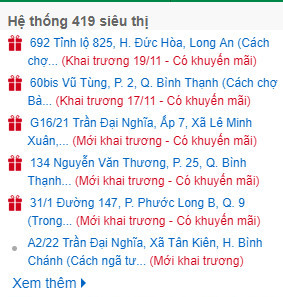 Hệ thống 419 siêu thị
692 Tỉnh lộ 825, H. Đức Hòa, Long An (Cách
chợ... (Khai trương 19/11 - Có khuyến mãi)
60bis Vũ Tùng, P. 2, Q. Bình Thạnh (Cách chợ
Bà... (Khai trương 17/11 - Có khuyến mãi)
G16/21 Trần Đại Nghĩa, Ấp 7, Xã Lê Minh
Xuân,... (Mới khai trương - Có khuyến mãi)
134 Nguyễn Văn Thương, P. 25, Q. Bình
Thạnh... (Mới khai trương - Có khuyến mãi)
31/1 Đường 147, P. Phước Long B, Q. 9
(Trong... (Mới khai trương - Có khuyến mãi)
A2/22 Trần Đại Nghĩa, Xã Tân Kiên, H. Bình
Chánh (Cách ngã tư... (Mới khai trương)
Xem thêm